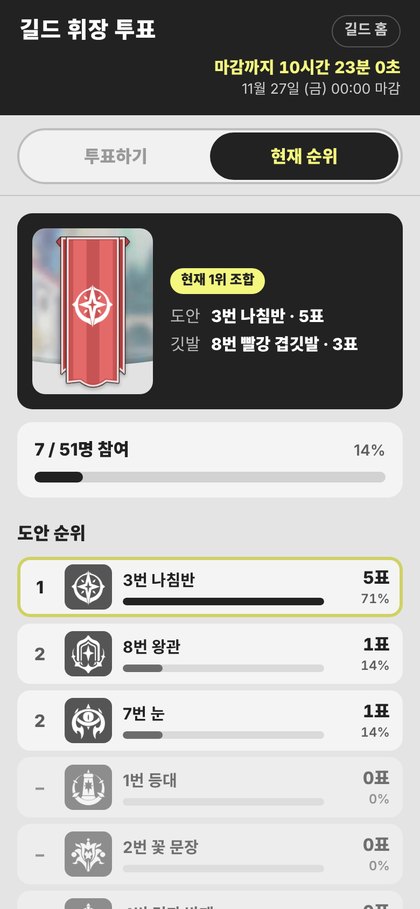 길드 휘장 투표
길드 홈
마감까지 10시간 23분 0초
11월 27일 (금) 00:00 마감
투표하기
현재 순위
현재 1위 조합
도안 3번 나침반 · 5표
깃발 8번 빨강 겹깃발 · 3표
7 / 51명 참여
14%
도안 순위
1
3번 나침반
5표
71%
2
8번 왕관
1표
14%
2
7번 눈
1표
14%
–
1번 등대
0표
0%
–
2번 꽃 문장
0표
0%